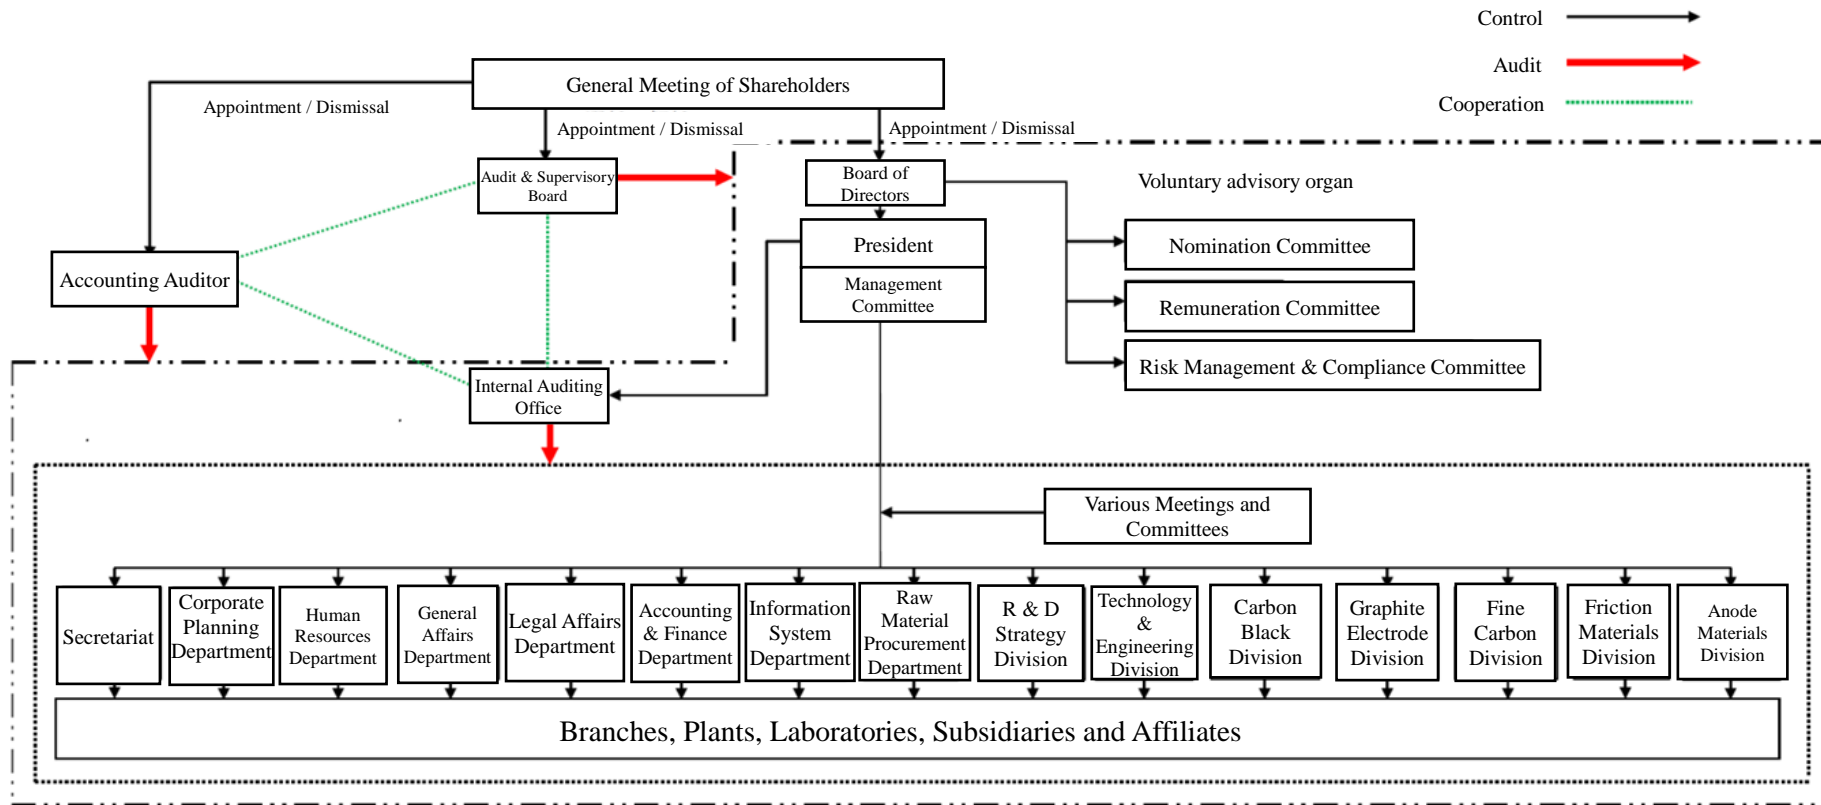 Control
Audit
Cooperation
General Meeting of Shareholders
Appointment / Dismissal
Appointment / Dismissal
Appointment / Dismissal
Audit & Supervisory
Board
Board of
Directors
Voluntary advisory organ
President
Management
Committee
Nomination Committee
Accounting Auditor
Remuneration Committee
Risk Management & Compliance Committee
Internal Auditing
Office
Various Meetings and
Committees
Secretariat
Corporate
Planning
Department
Human
Resources
Department
General
Affairs
Department
Legal Affairs
Department
Accounting
& Finance
Department
Information
System
Department
Raw
Material
Procurement
Department
R & D
Strategy
Division
Technology
&
Engineering
Division
Carbon
Black
Division
Graphite
Electrode
Division
Fine
Carbon
Division
Friction
Materials
Division
Anode
Materials
Division
Branches, Plants, Laboratories, Subsidiaries and Affiliates